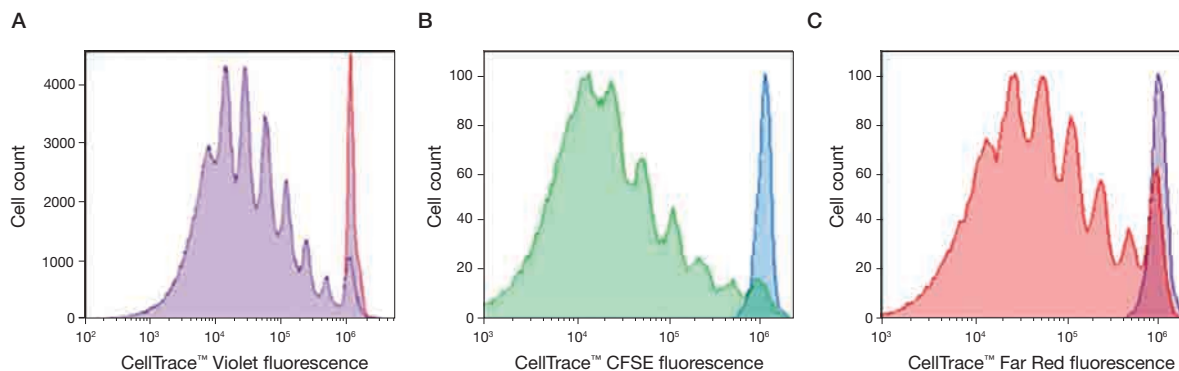 A
B
C
Cell count
4000
3000
2000
1000
0
10² 10³ 10⁴ 10⁵ 10⁶
CellTrace™ Violet fluorescence
Cell count
100
80
60
40
20
0
10³ 10⁴ 10⁵ 10⁶
CellTrace™ CFSE fluorescence
Cell count
100
80
60
40
20
0
10³ 10⁴ 10⁵ 10⁶
CellTrace™ Far Red fluorescence